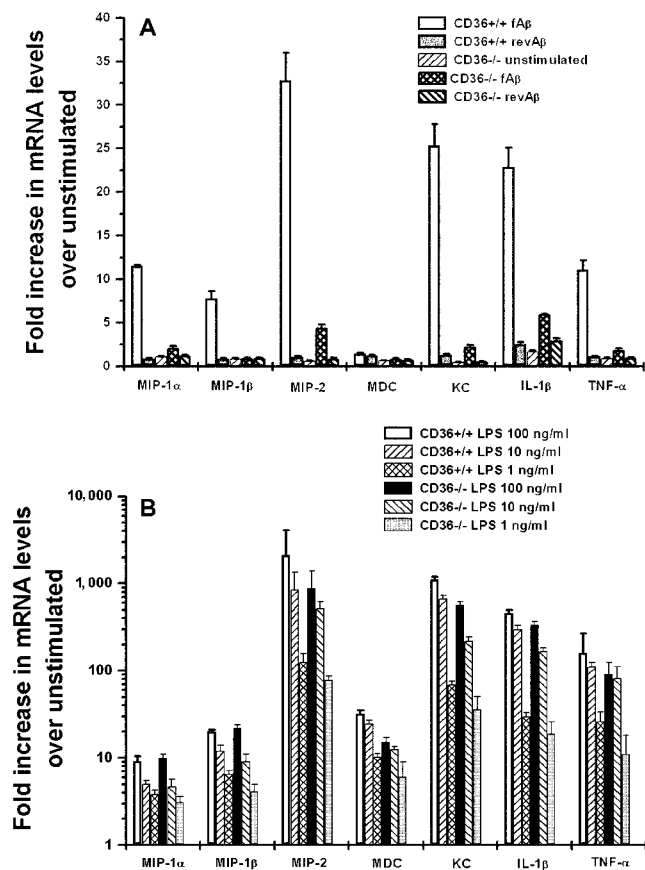 A
CD36+/+ fAβ
CD36+/+ revAβ
CD36-/- unstimulated
CD36-/- fAβ
CD36-/- revAβ
Fold increase in mRNA levels
over unstimulated
40
35
30
25
20
15
10
5
0
MIP-1α MIP-1β MIP-2 MDC KC IL-1β TNF-α
CD36+/+ LPS 100 ng/ml
CD36+/+ LPS 10 ng/ml
CD36+/+ LPS 1 ng/ml
CD36-/- LPS 100 ng/ml
CD36-/- LPS 10 ng/ml
CD36-/- LPS 1 ng/ml
B
Fold increase in mRNA levels
over unstimulated
10,000
1,000
100
10
1
MIP-1α MIP-1β MIP-2 MDC KC IL-1β TNF-α